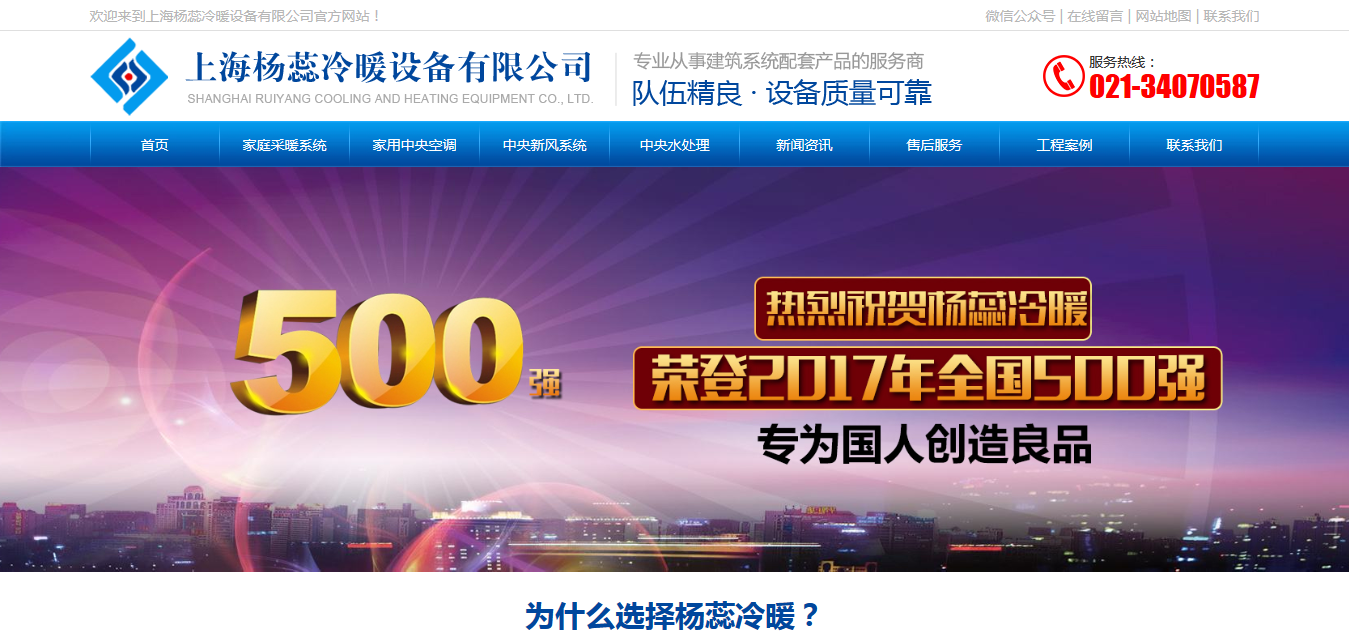 欢迎来到上海杨蕊冷暖设备有限公司官方网站！
微信公众号 | 在线留言 | 网站地图 | 联系我们
上海杨蕊冷暖设备有限公司
SHANGHAI RUIYANG COOLING AND HEATING EQUIPMENT CO., LTD.
专业从事建筑系统配套产品的服务商
队伍精良 · 设备质量可靠
服务热线：
021-34070587
首页 家庭采暖系统 家用中央空调 中央新风系统 中央水处理 新闻资讯 售后服务 工程案例 联系我们
500强
热烈祝贺杨蕊冷暖
荣登2017年全国500强
专为国人创造良品
为什么选择杨蕊冷暖？